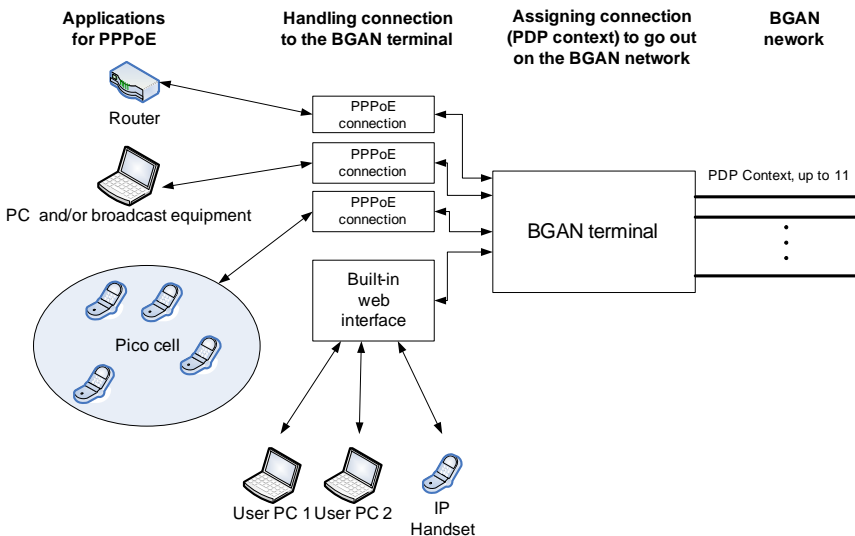 Applications
for PPPoE
Handling connection
to the BGAN terminal
Assigning connection
(PDP context) to go out
on the BGAN network
BGAN
nework
Router
PC and/or broadcast equipment
Pico cell
PPPoE
connection
PPPoE
connection
PPPoE
connection
Built-in
web
interface
BGAN terminal
PDP Context, up to 11
User PC 1
User PC 2
IP
Handset